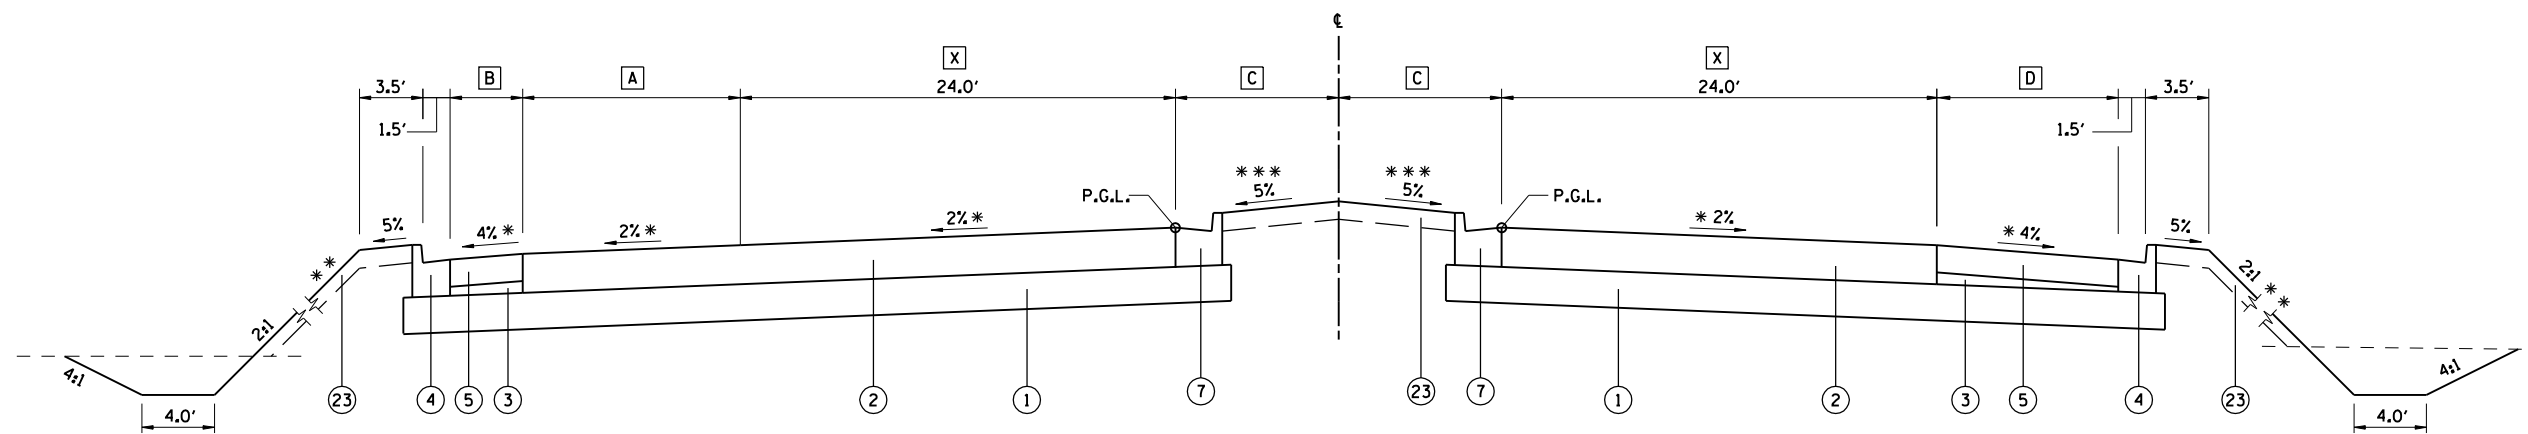 ℄
X X
B A C C D
3.5' 24.0' 24.0' 3.5'
1.5' 1.5'
*** ***
P.G.L. 5% 5% P.G.L.
5% 4% * 2% * 2% * * 2% * 4% 5%
** 2:1
2:1 **
4:1 4:1
23 4 5 3 2 1 7 23 7 1 2 3 5 4 23
4.0' 4.0'